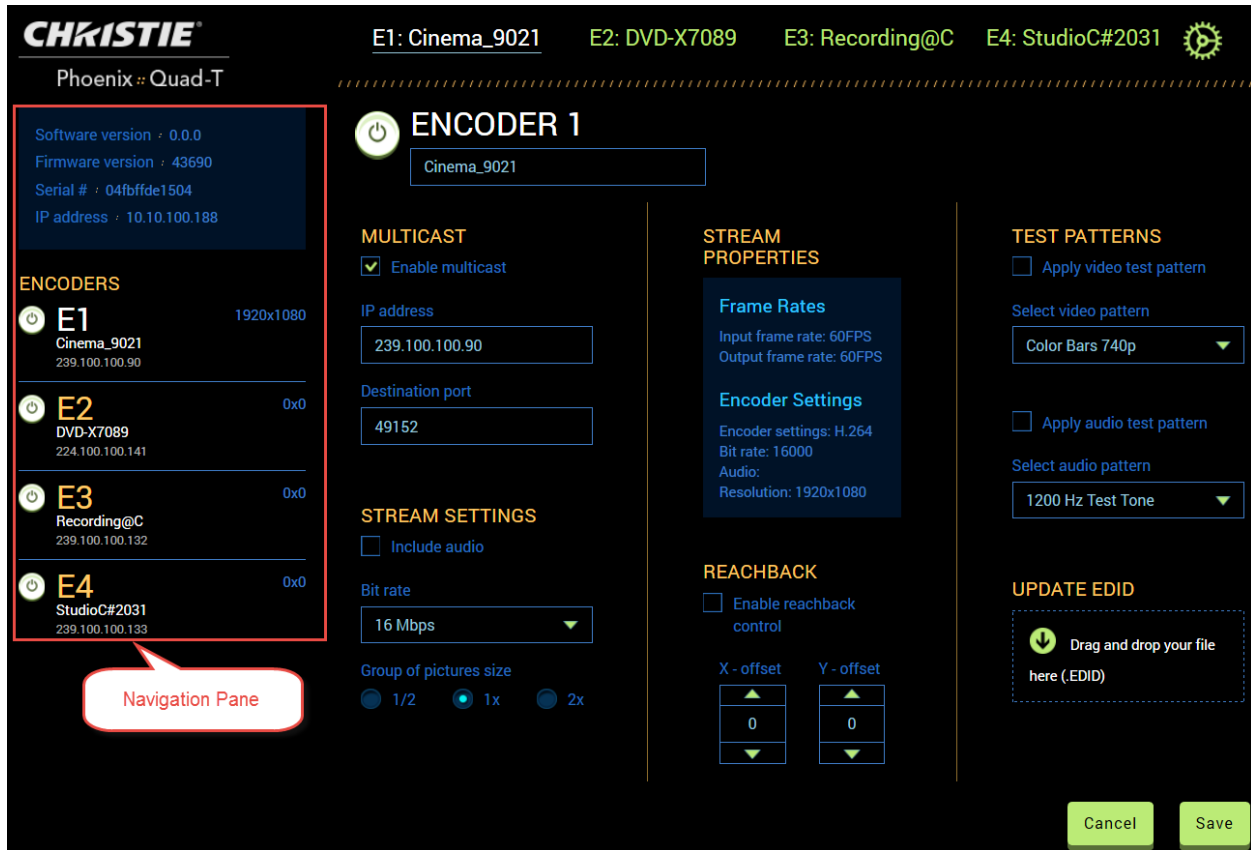 CHRISTIE®
Phoenix :: Quad-T
E1: Cinema_9021 E2: DVD-X7089 E3: Recording@C E4: StudioC#2031
Software version : 0.0.0
Firmware version : 43690
Serial # : 04fbffde1504
IP address : 10.10.100.188
ENCODERS
E1 1920x1080
Cinema_9021
239.100.100.90
E2 0x0
DVD-X7089
224.100.100.141
E3 0x0
Recording@C
239.100.100.132
E4 0x0
StudioC#2031
239.100.100.133
Navigation Pane
ENCODER 1
Cinema_9021
MULTICAST
Enable multicast
IP address
239.100.100.90
Destination port
49152
STREAM SETTINGS
Include audio
Bit rate
16 Mbps
Group of pictures size
1/2 1x 2x
STREAM
PROPERTIES
Frame Rates
Input frame rate: 60FPS
Output frame rate: 60FPS
Encoder Settings
Encoder settings: H.264
Bit rate: 16000
Audio:
Resolution: 1920x1080
REACHBACK
Enable reachback
control
X - offset Y - offset
0 0
TEST PATTERNS
Apply video test pattern
Select video pattern
Color Bars 740p
Apply audio test pattern
Select audio pattern
1200 Hz Test Tone
UPDATE EDID
Drag and drop your file
here (.EDID)
Cancel Save